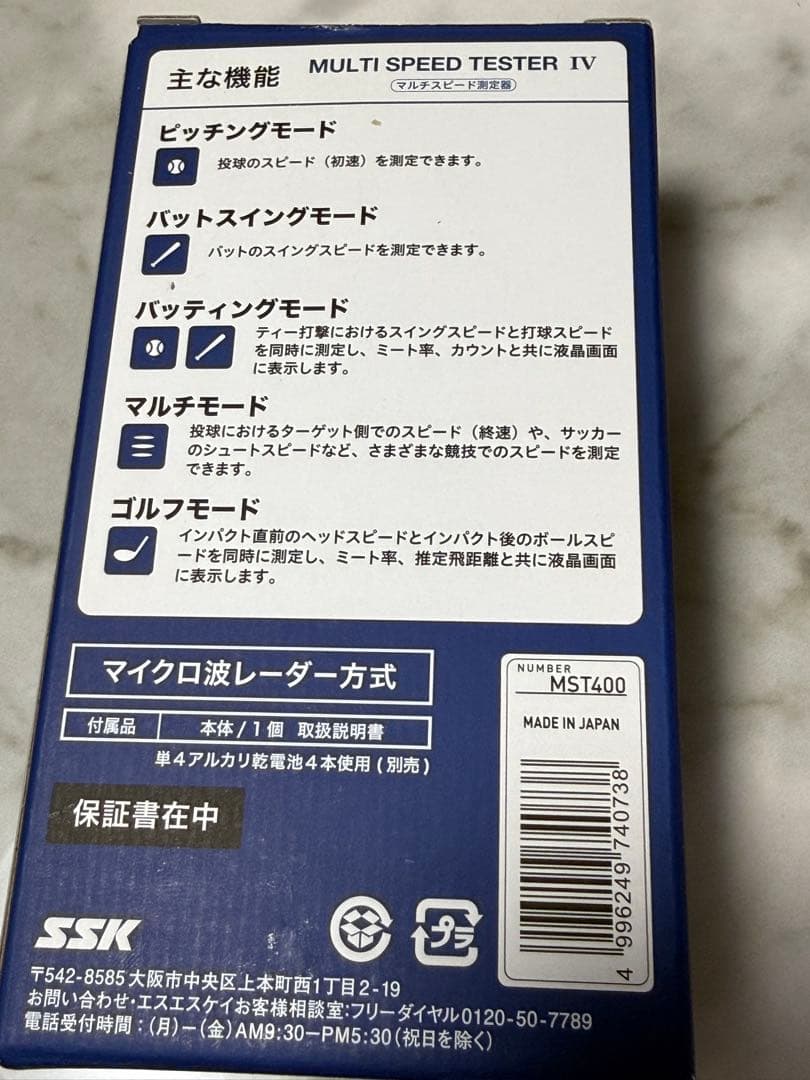 主な機能
MULTI SPEED TESTER IV
マルチスピード測定器
ピッチングモード
投球のスピード（初速）を測定できます。
バットスイングモード
バットのスイングスピードを測定できます。
バッティングモード
ティー打撃におけるスイングスピードと打球スピード
を同時に測定し、ミート率、カウントと共に液晶画面
に表示します。
マルチモード
投球におけるターゲット側でのスピード（終速）や、サッカー
のシュートスピードなど、さまざまな競技でのスピードを測定
できます。
ゴルフモード
インパクト直前のヘッドスピードとインパクト後のボールスピ
ードを同時に測定し、ミート率、推定飛距離と共に液晶画面
に表示します。
マイクロ波レーダー方式
付属品 本体/1個 取扱説明書
単4アルカリ乾電池4本使用(別売)
保証書在中
NUMBER
MST400
MADE IN JAPAN
4 996249 740738
SSK
プラ
〒542-8585 大阪市中央区上本町西1丁目2-19
お問い合わせ・エスエスケイお客様相談室:フリーダイヤル0120-50-7789
電話受付時間：(月)−(金)AM9:30−PM5:30(祝日を除く)